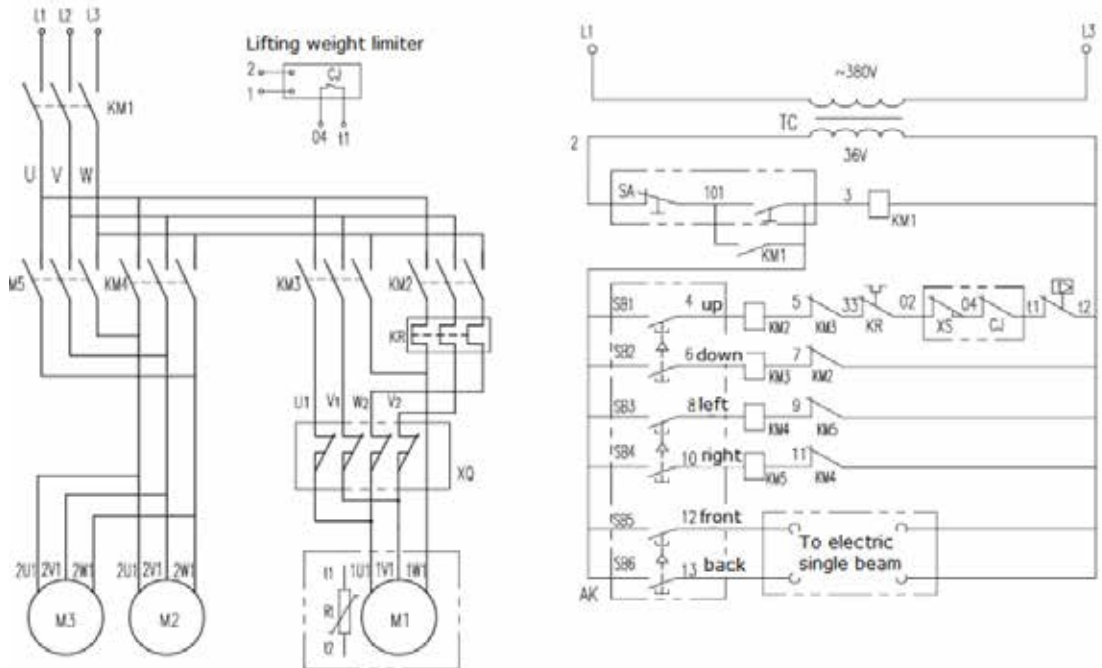 L1 L2 L3
KM1
U V W
Lifting weight limiter
2
1
CJ
04 t1
M5
KM4
KM3
KM2
KR
U1 V1 W2 V2
XQ
2U1 2V1 2W1
2U1 2V1 2W1
M3
M2
t1
Rt
t2
1U1 1V1 1W1
M1
L1 L3
~380V
TC
36V
2
SA 101 3
KM1
KM1
SB1 4 up 5 33 02 04 t1 t2
KM2 KM3 KR XS CJ
SB2 6 down 7
KM3 KM2
SB3 8 left 9
KM4 KM5
SB4 10 right 11
KM5 KM4
SB5 12 front
To electric
single beam
SB6 13 back
AK